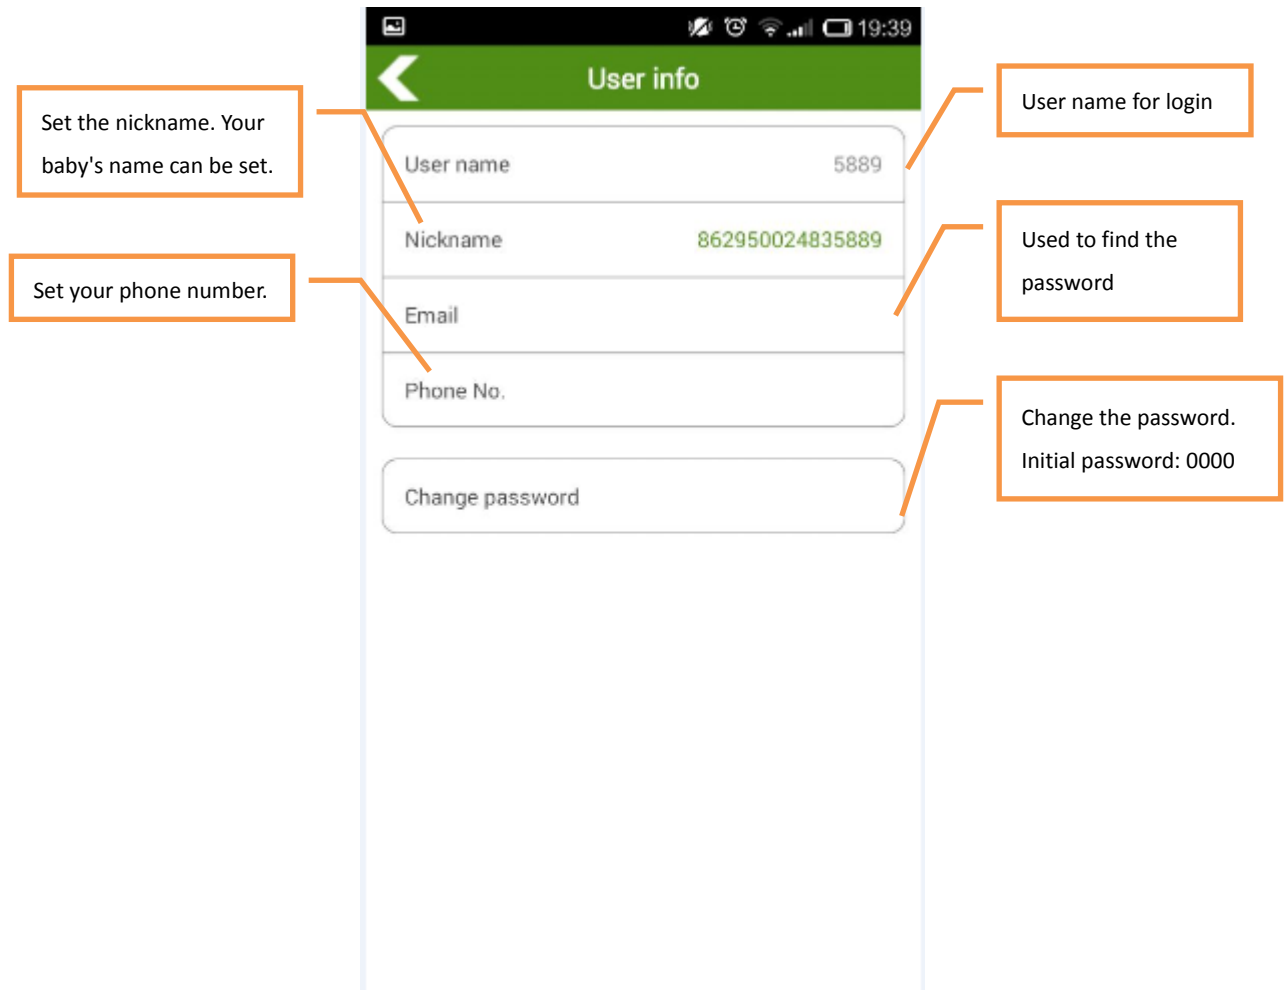 19:39
User info
User name for login
Set the nickname. Your
baby's name can be set.
User name 5889
Nickname 862950024835889
Used to find the
password
Set your phone number.
Email
Phone No.
Change the password.
Initial password: 0000
Change password